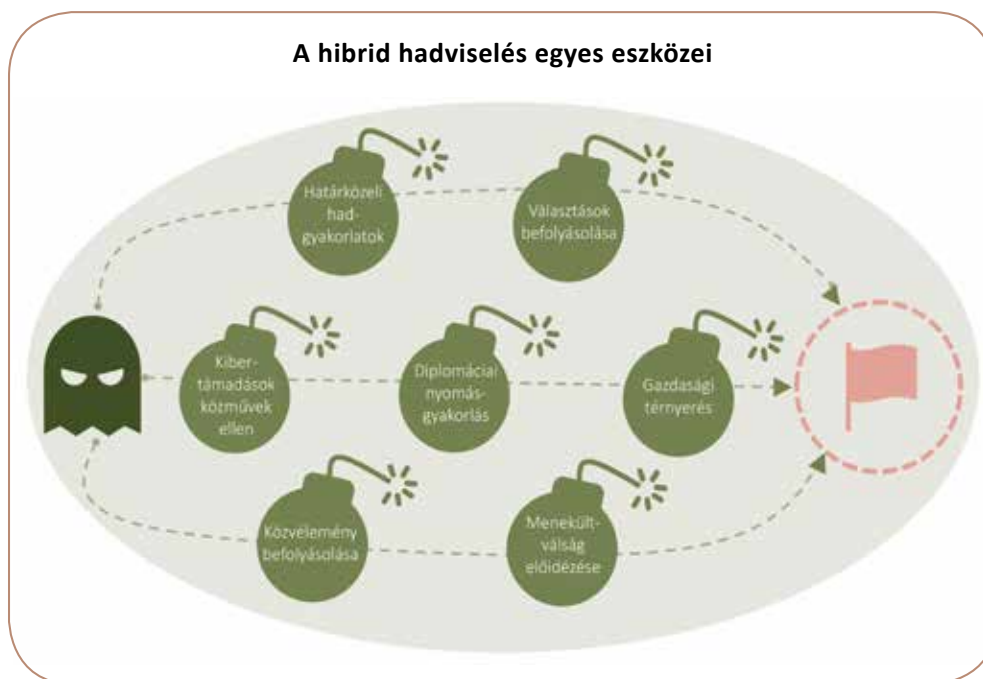 A hibrid hadviselés egyes eszközei
Határközeli
had-
gyakorlatok
Választások
befolyásolása
Kiber-
támadások
közművek
ellen
Diplomáciai
nyomás-
gyakorlás
Gazdasági
térnyerés
Közvélemény
befolyásolása
Menekült-
válság
előidézése